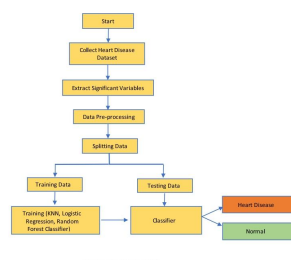 Start
Collect Heart Disease
Dataset
Extract Significant Variables
Data Pre-processing
Splitting Data
Training Data
Testing Data
Training (KNN, Logistic
Regression, Random
Forest Classifier)
Classifier
Heart Disease
Normal